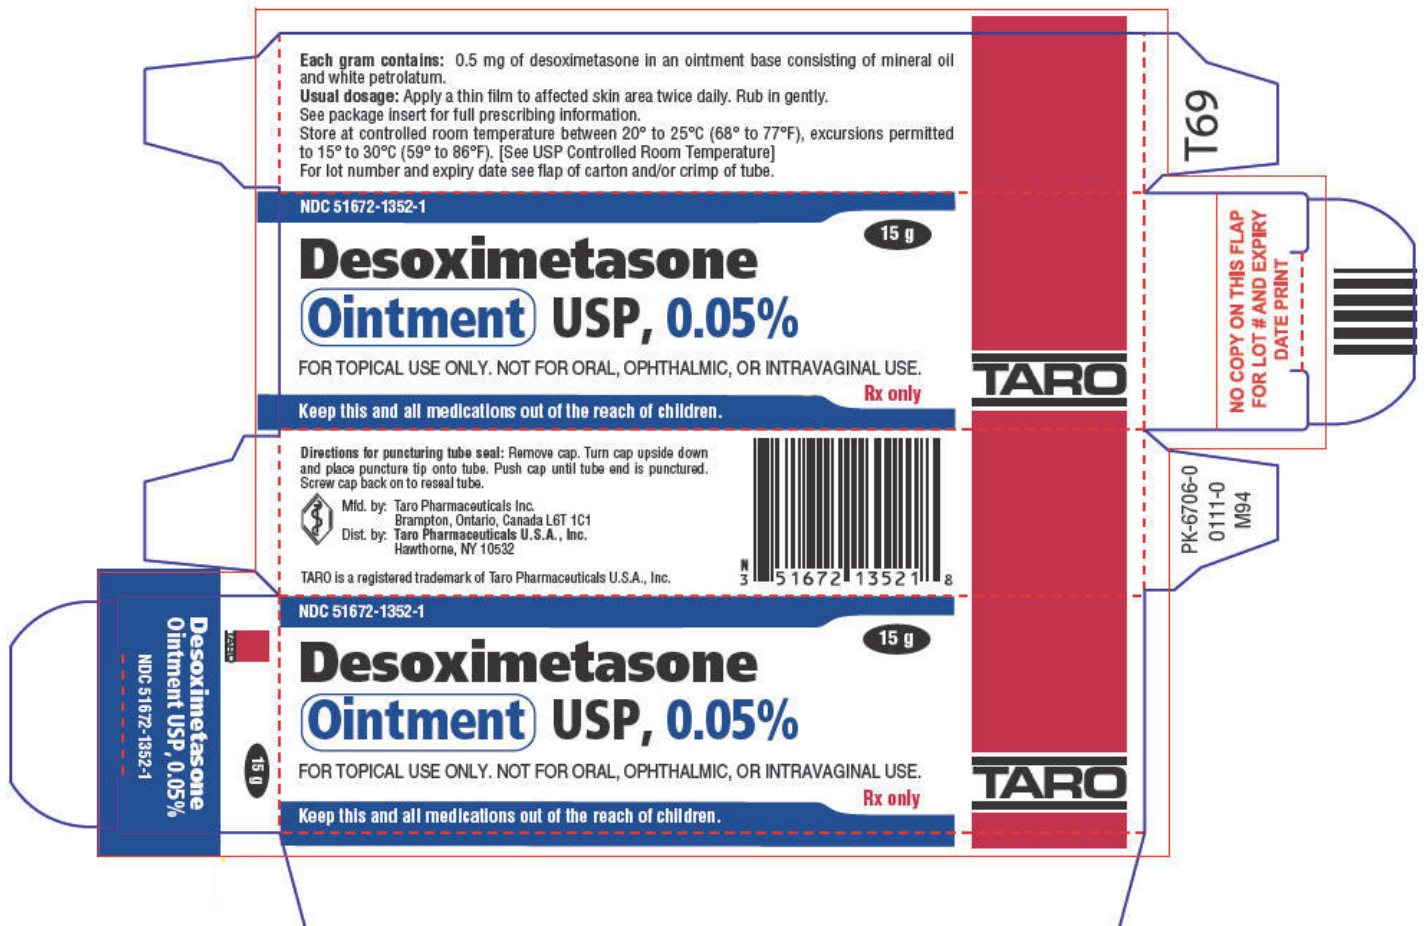 Each gram contains: 0.5 mg of desoximetasone in an ointment base consisting of mineral oil
and white petrolatum.
Usual dosage: Apply a thin film to affected skin area twice daily. Rub in gently.
See package insert for full prescribing information.
Store at controlled room temperature between 20° to 25°C (68° to 77°F), excursions permitted
to 15° to 30°C (59° to 86°F). [See USP Controlled Room Temperature]
For lot number and expiry date see flap of carton and/or crimp of tube.
T69
NDC 51672-1352-1
15 g
Desoximetasone
Ointment USP, 0.05%
FOR TOPICAL USE ONLY. NOT FOR ORAL, OPHTHALMIC, OR INTRAVAGINAL USE.
Rx only
Keep this and all medications out of the reach of children.
TARO
NO COPY ON THIS FLAP
FOR LOT # AND EXPIRY
DATE PRINT
Directions for puncturing tube seal: Remove cap. Turn cap upside down
and place puncture tip onto tube. Push cap until tube end is punctured.
Screw cap back on to reseal tube.
Mfd. by: Taro Pharmaceuticals Inc.
Brampton, Ontario, Canada L6T 1C1
Dist. by: Taro Pharmaceuticals U.S.A., Inc.
Hawthorne, NY 10532
TARO is a registered trademark of Taro Pharmaceuticals U.S.A., Inc.
N
3 51672 13521 8
PK-6706-0
0111-0
M94
NDC 51672-1352-1
15 g
Desoximetasone
Ointment USP, 0.05%
FOR TOPICAL USE ONLY. NOT FOR ORAL, OPHTHALMIC, OR INTRAVAGINAL USE.
Rx only
Keep this and all medications out of the reach of children.
TARO
Desoximetasone
Ointment USP, 0.05%
NDC 51672-1352-1
TARO
15 g